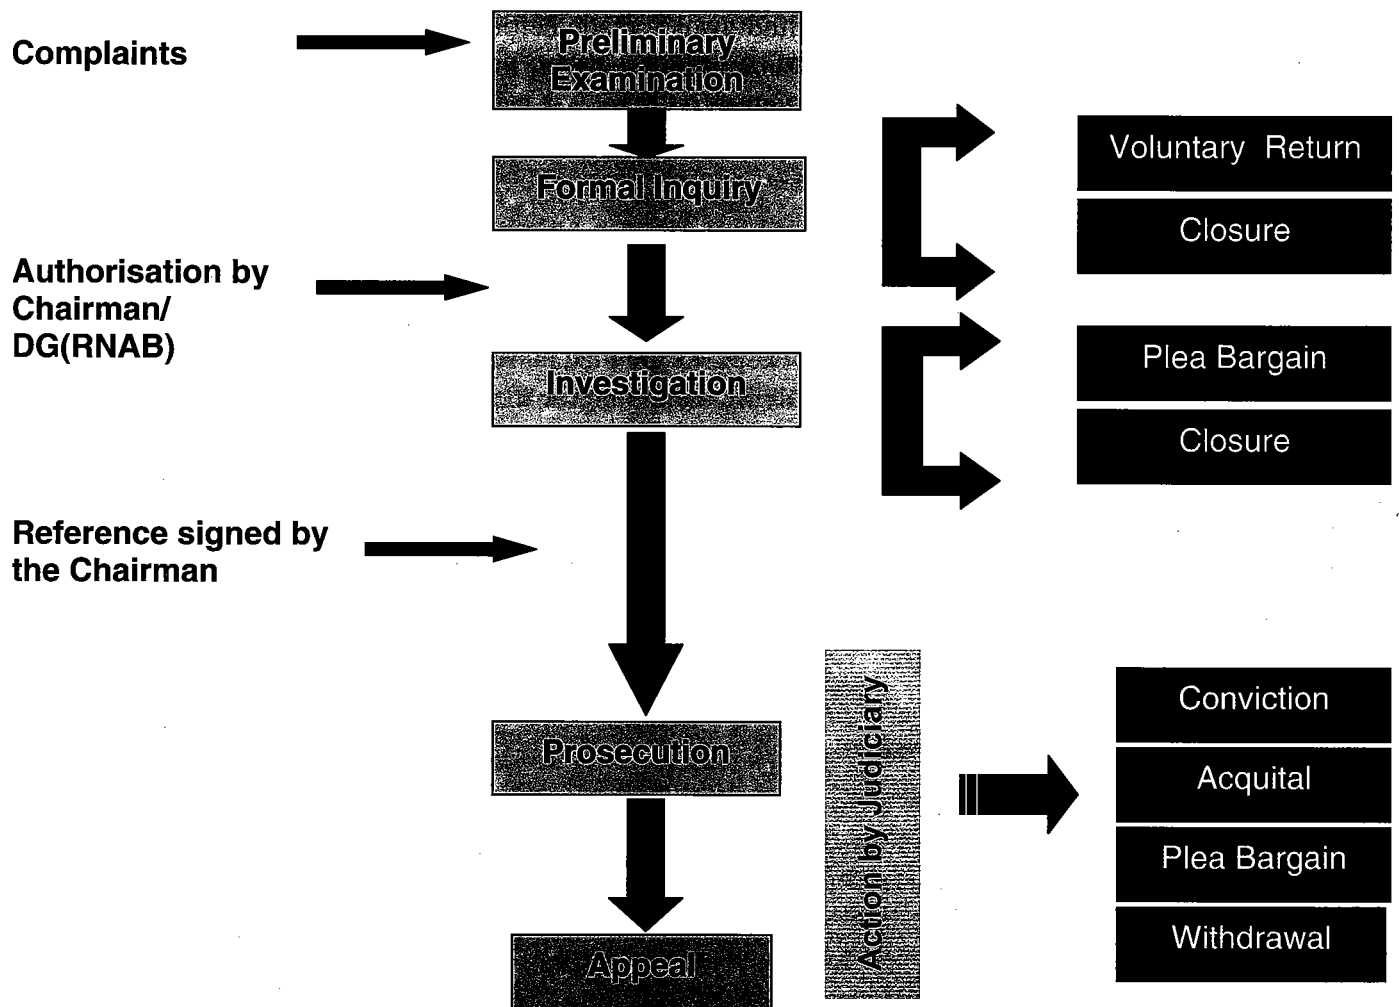 Complaints
Preliminary
Examination
Formal Inquiry
Voluntary Return
Closure
Authorisation by
Chairman/
DG(RNAB)
Investigation
Plea Bargain
Closure
Reference signed by
the Chairman
Prosecution
Action by Judiciary
Conviction
Acquital
Plea Bargain
Withdrawal
Appeal